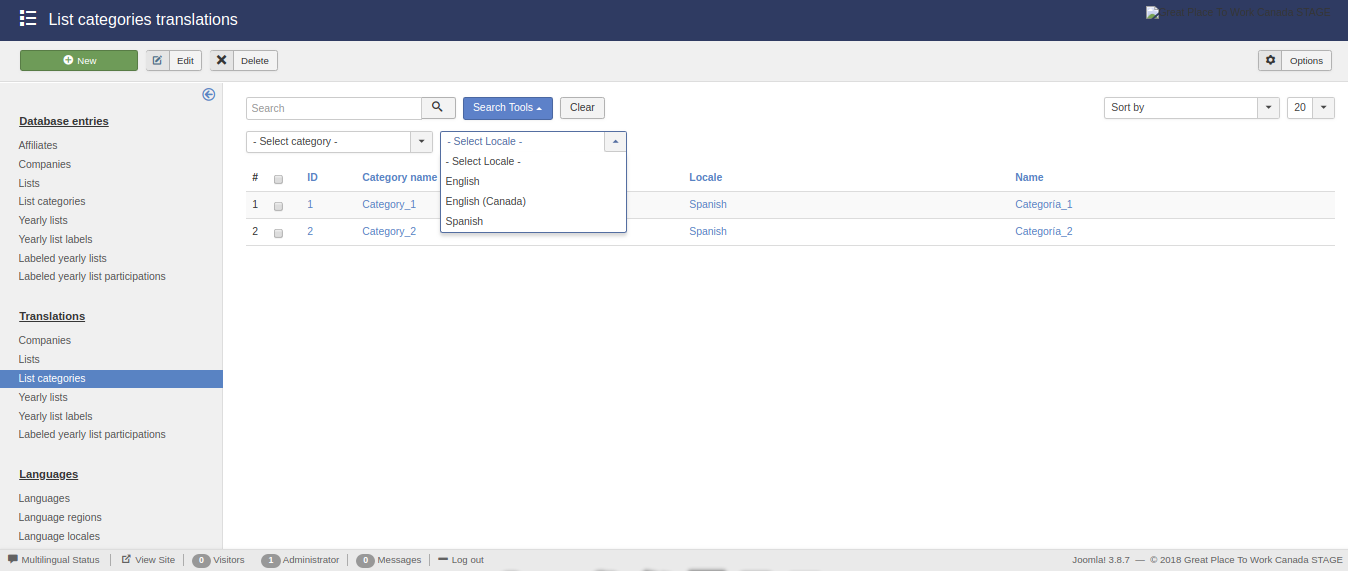 List categories translations
Great Place To Work Canada STAGE
New
Edit
Delete
Options
Search
Search Tools
Clear
Sort by
20
- Select category -
- Select Locale -
- Select Locale -
English
English (Canada)
Spanish
# ID Category name Locale Name
1 1 Category_1 Spanish Categoría_1
2 2 Category_2 Spanish Categoría_2
Database entries
Affiliates
Companies
Lists
List categories
Yearly lists
Yearly list labels
Labeled yearly lists
Labeled yearly list participations
Translations
Companies
Lists
List categories
Yearly lists
Yearly list labels
Labeled yearly list participations
Languages
Languages
Language regions
Language locales
Multilingual Status View Site 0 Visitors 1 Administrator 0 Messages Log out
Joomla! 3.8.7 — © 2018 Great Place To Work Canada STAGE